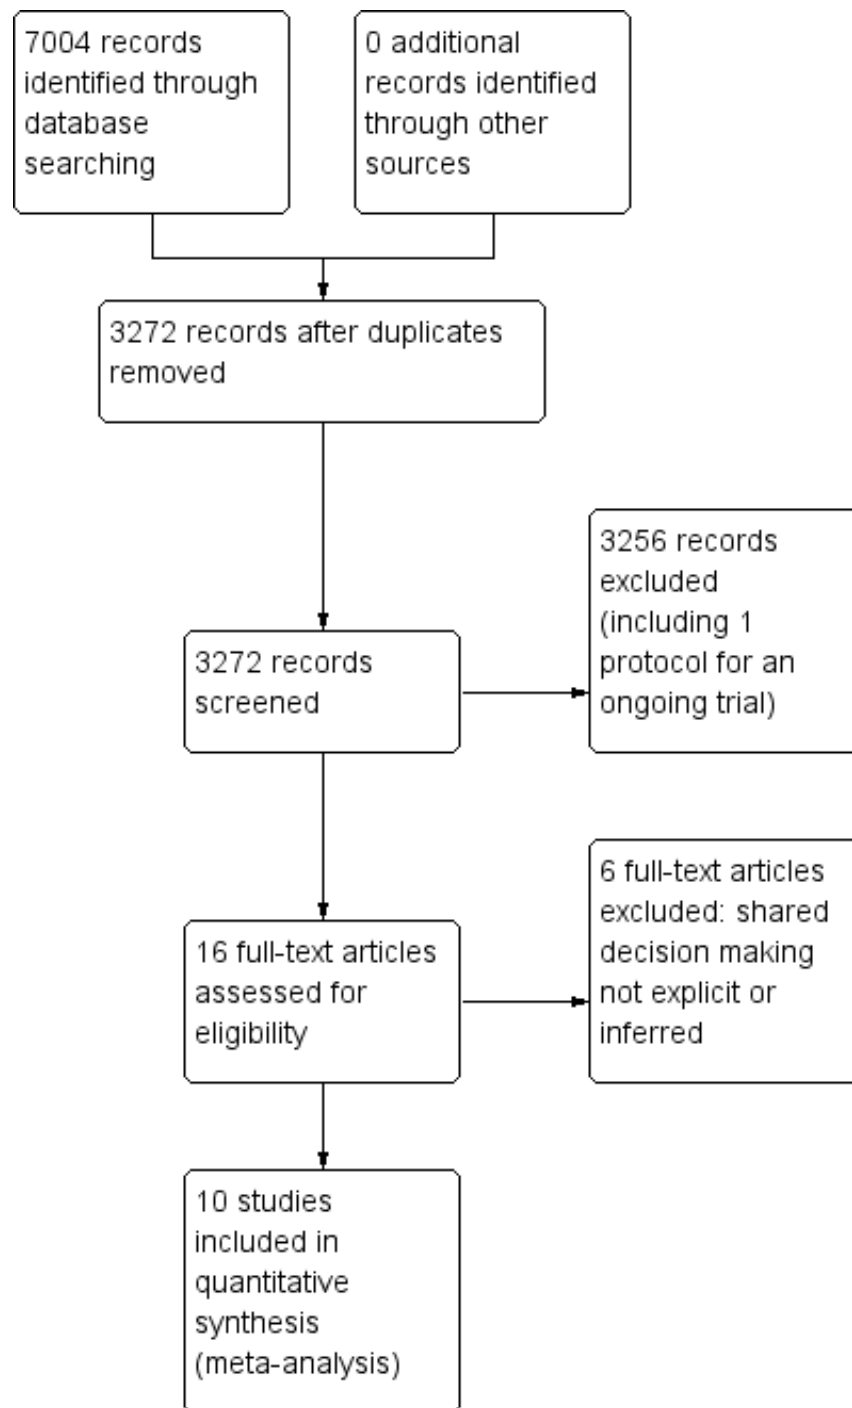 7004 records
identified through
database
searching
0 additional
records identified
through other
sources
3272 records after duplicates
removed
3256 records
excluded
(including 1
protocol for an
ongoing trial)
3272 records
screened
6 full-text articles
excluded: shared
decision making
not explicit or
inferred
16 full-text articles
assessed for
eligibility
10 studies
included in
quantitative
synthesis
(meta-analysis)